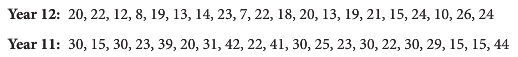 Year 12: 20, 22, 12, 8, 19, 13, 14, 23, 7, 22, 18, 20, 13, 19, 21, 15, 24, 10, 26, 24
Year 11: 30, 15, 30, 23, 39, 20, 31, 42, 22, 41, 30, 25, 23, 30, 22, 30, 29, 15, 15, 44